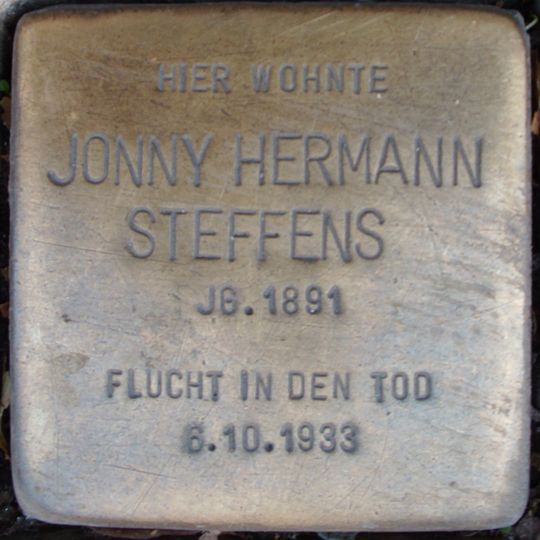 HIER WOHNTE
JONNY HERMANN
STEFFENS
JG. 1891
FLUCHT IN DEN TOD
6.10.1933